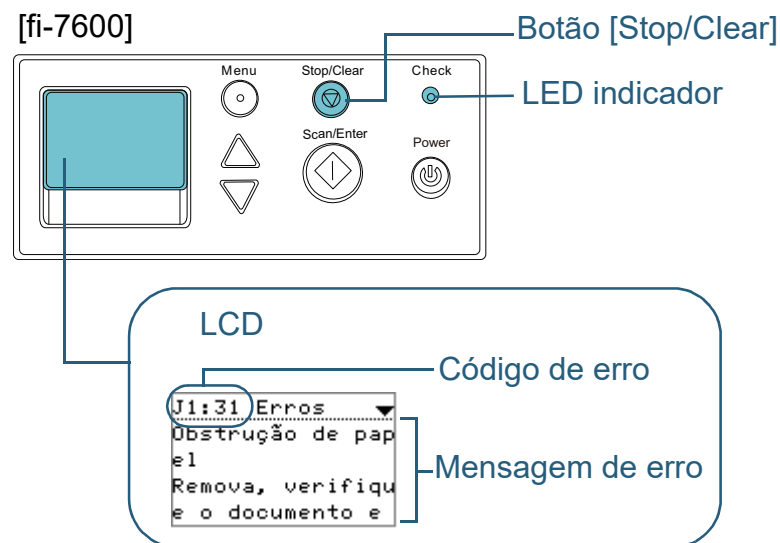 [fi-7600]
Botão [Stop/Clear]
Menu
Stop/Clear
Check
LED indicador
Scan/Enter
Power
LCD
Código de erro
J1:31 Erros
Obstrução de pap
el
Remova, verifiqu
e o documento e
Mensagem de erro